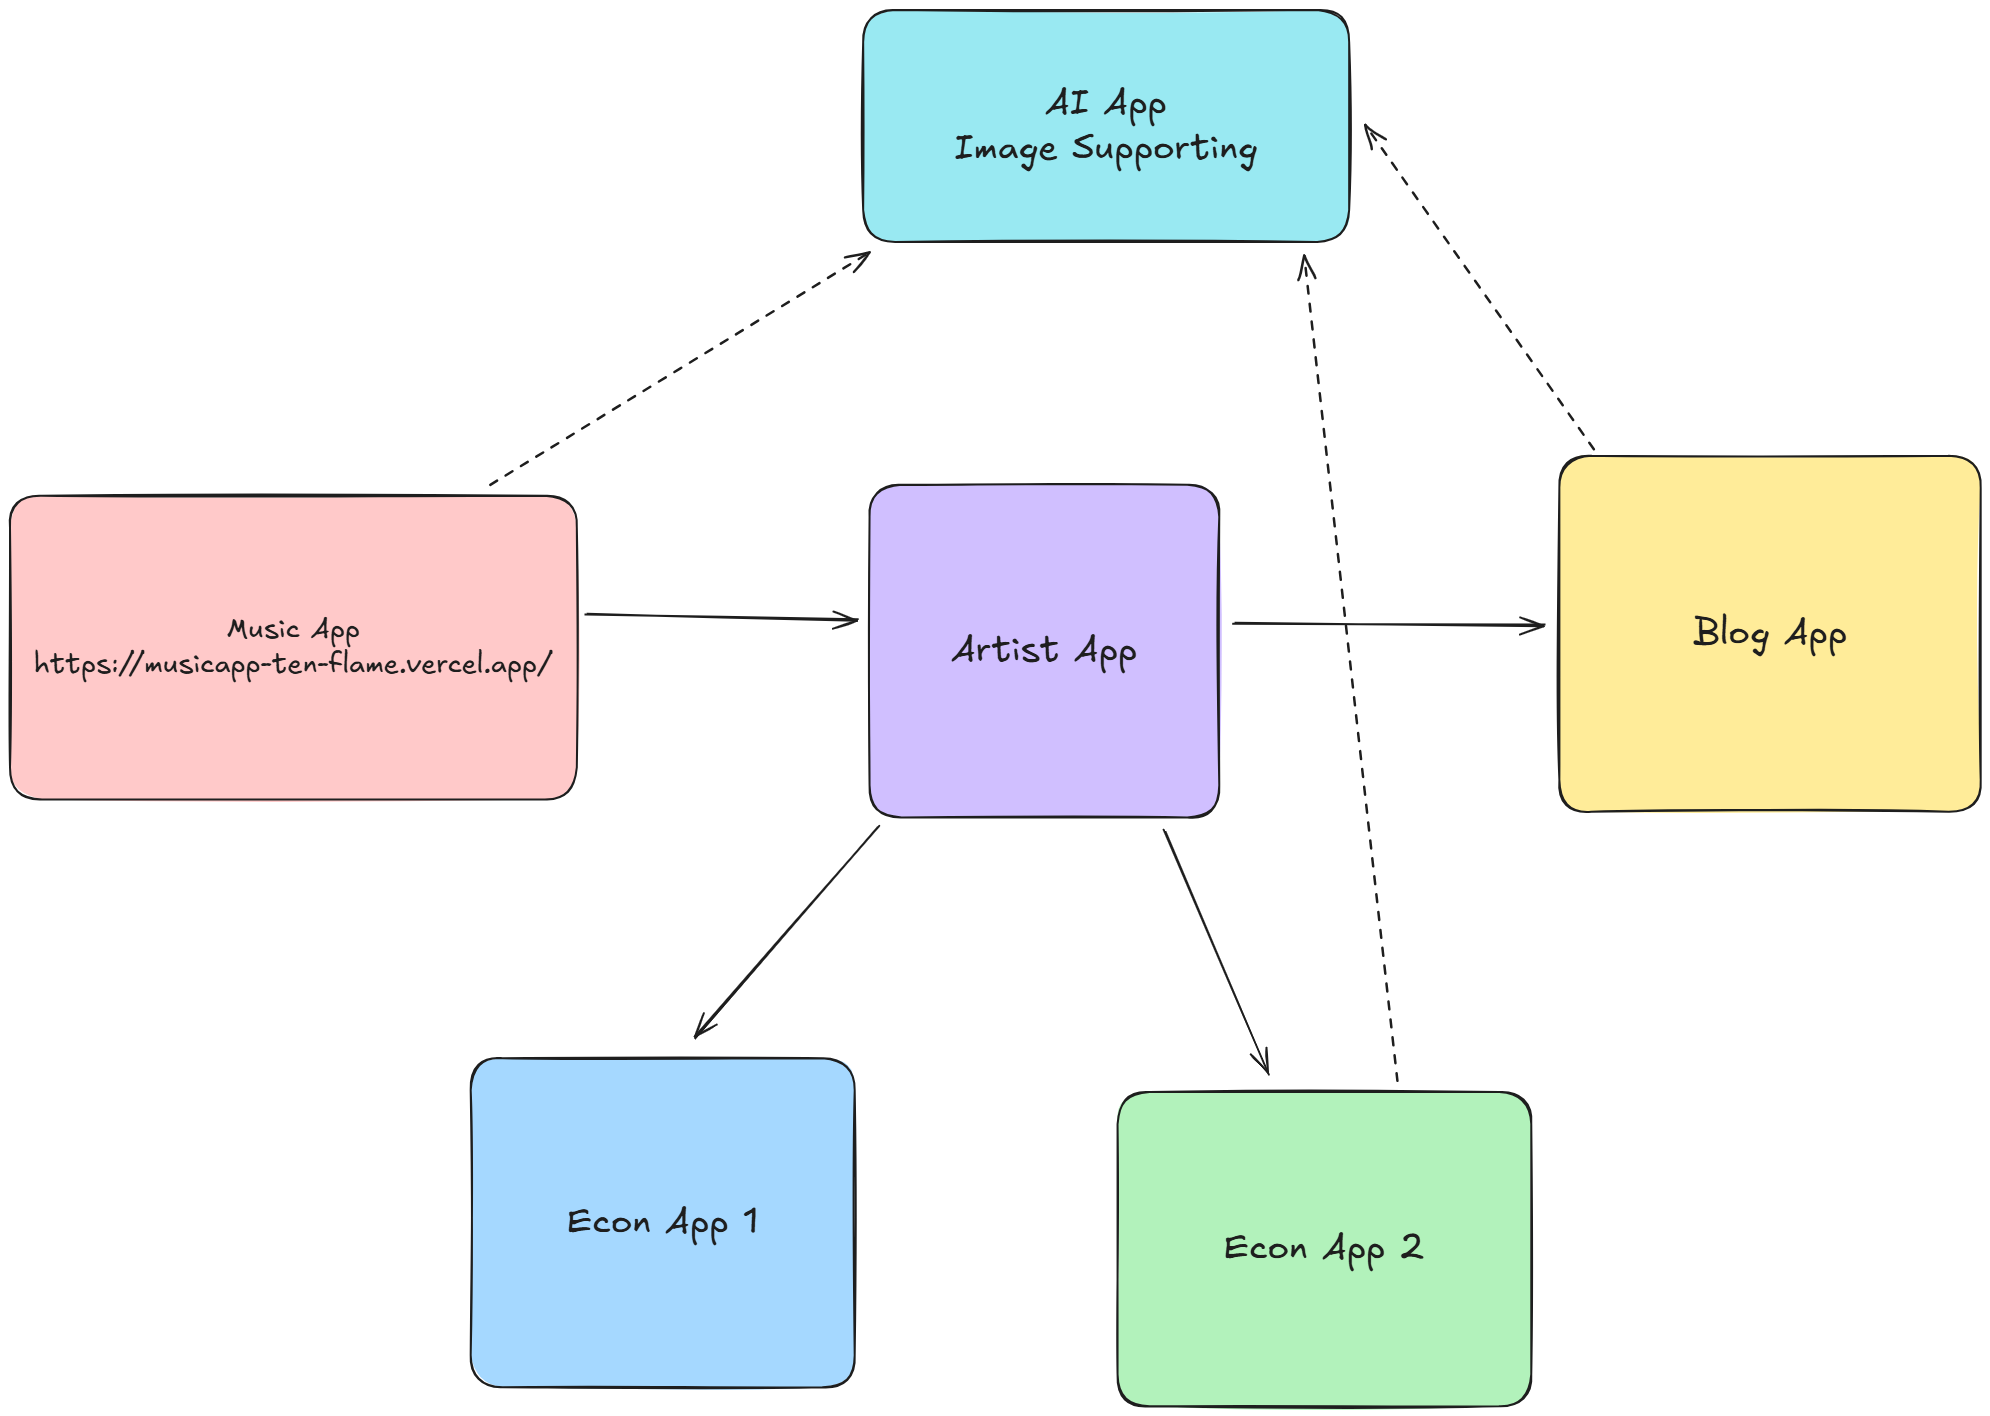 AI App
Image Supporting
Music App
https://musicapp-ten-flame.vercel.app/
Artist App
Blog App
Econ App 1
Econ App 2